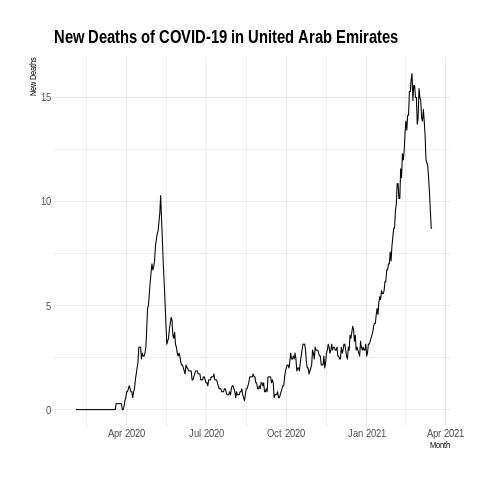 New Deaths of COVID-19 in United Arab Emirates
New Deaths
15
10
5
0
Apr 2020
Jul 2020
Oct 2020
Jan 2021
Apr 2021
Month